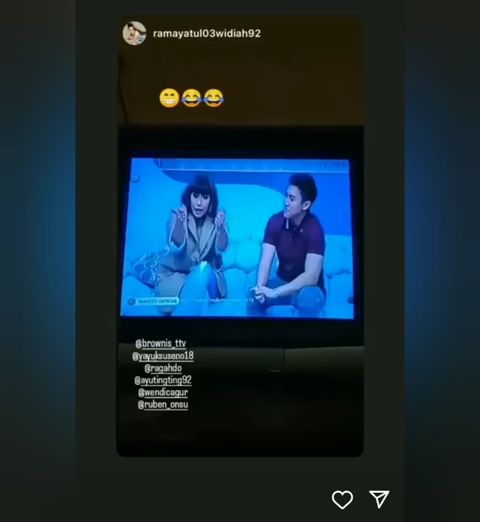 ramayatul03widiah92
@brownis_ttv
@yayuksuseno18
@ragahdo
@ayutingting92
@wendicagur
@ruben_onsu